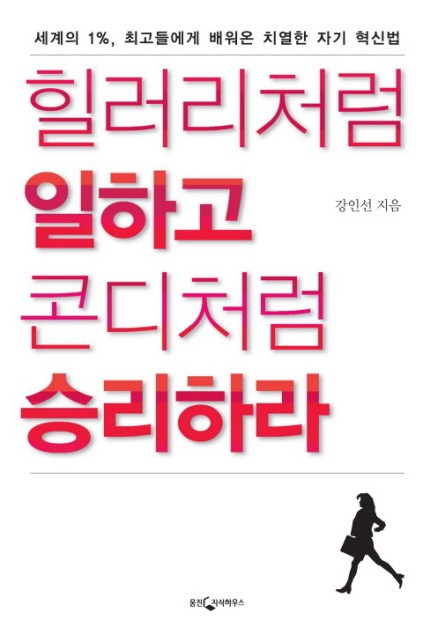 세계의 1%, 최고들에게 배워온 치열한 자기 혁신법
힐러리처럼
일하고
강인선 지음
콘디처럼
승리하라
웅진 지식하우스